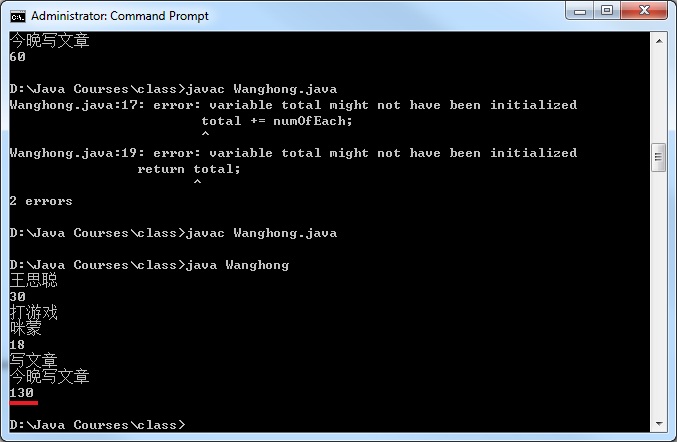 Administrator: Command Prompt
今晚写文章
60
D:\Java Courses\class>javac Wanghong.java
Wanghong.java:17: error: variable total might not have been initialized
total += numOfEach;
^
Wanghong.java:19: error: variable total might not have been initialized
return total;
^
2 errors
D:\Java Courses\class>javac Wanghong.java
D:\Java Courses\class>java Wanghong
王思聪
30
打游戏
咪蒙
18
写文章
今晚写文章
130
D:\Java Courses\class>